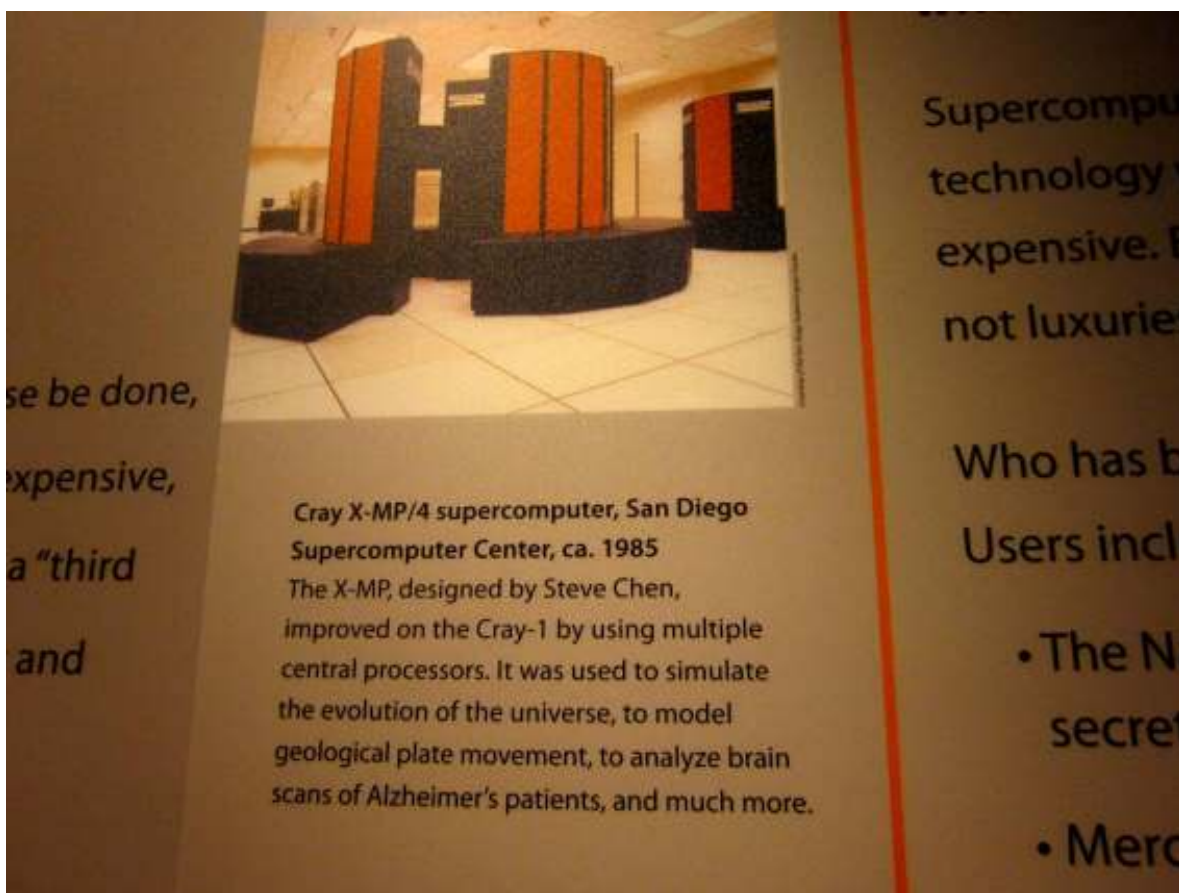 se be done,
expensive,
a "third
and
Cray X-MP/4 supercomputer, San Diego
Supercomputer Center, ca. 1985
The X-MP, designed by Steve Chen,
improved on the Cray-1 by using multiple
central processors. It was used to simulate
the evolution of the universe, to model
geological plate movement, to analyze brain
scans of Alzheimer's patients, and much more.
Supercompu
technology
expensive.
not luxurie
Who has b
Users incl
• The N
secret
• Merc